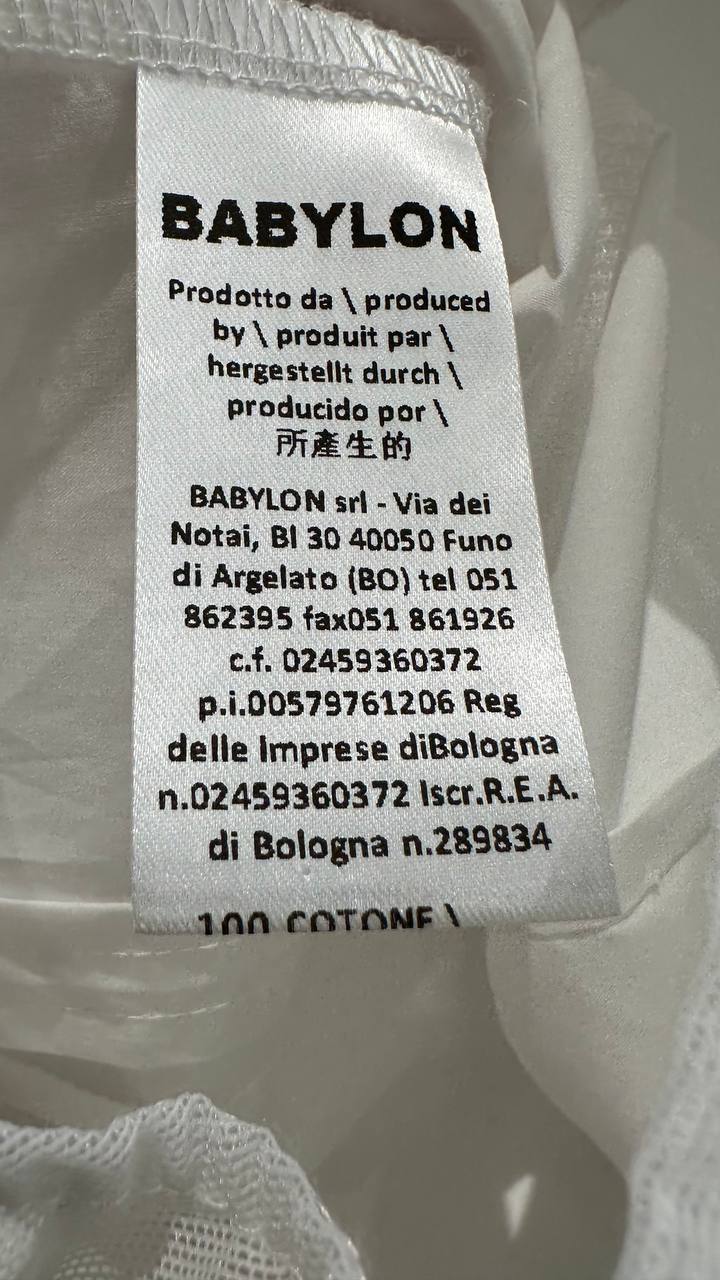 BABYLON
Prodotto da \ produced
by \ produit par \
hergestellt durch \
producido por \
所產生的
BABYLON srl - Via dei
Notai, Bl 30 40050 Funo
di Argelato (BO) tel 051
862395 fax051 861926
c.f. 02459360372
p.i.00579761206 Reg
delle Imprese diBologna
n.02459360372 Iscr.R.E.A.
di Bologna n.289834
100 COTONE \